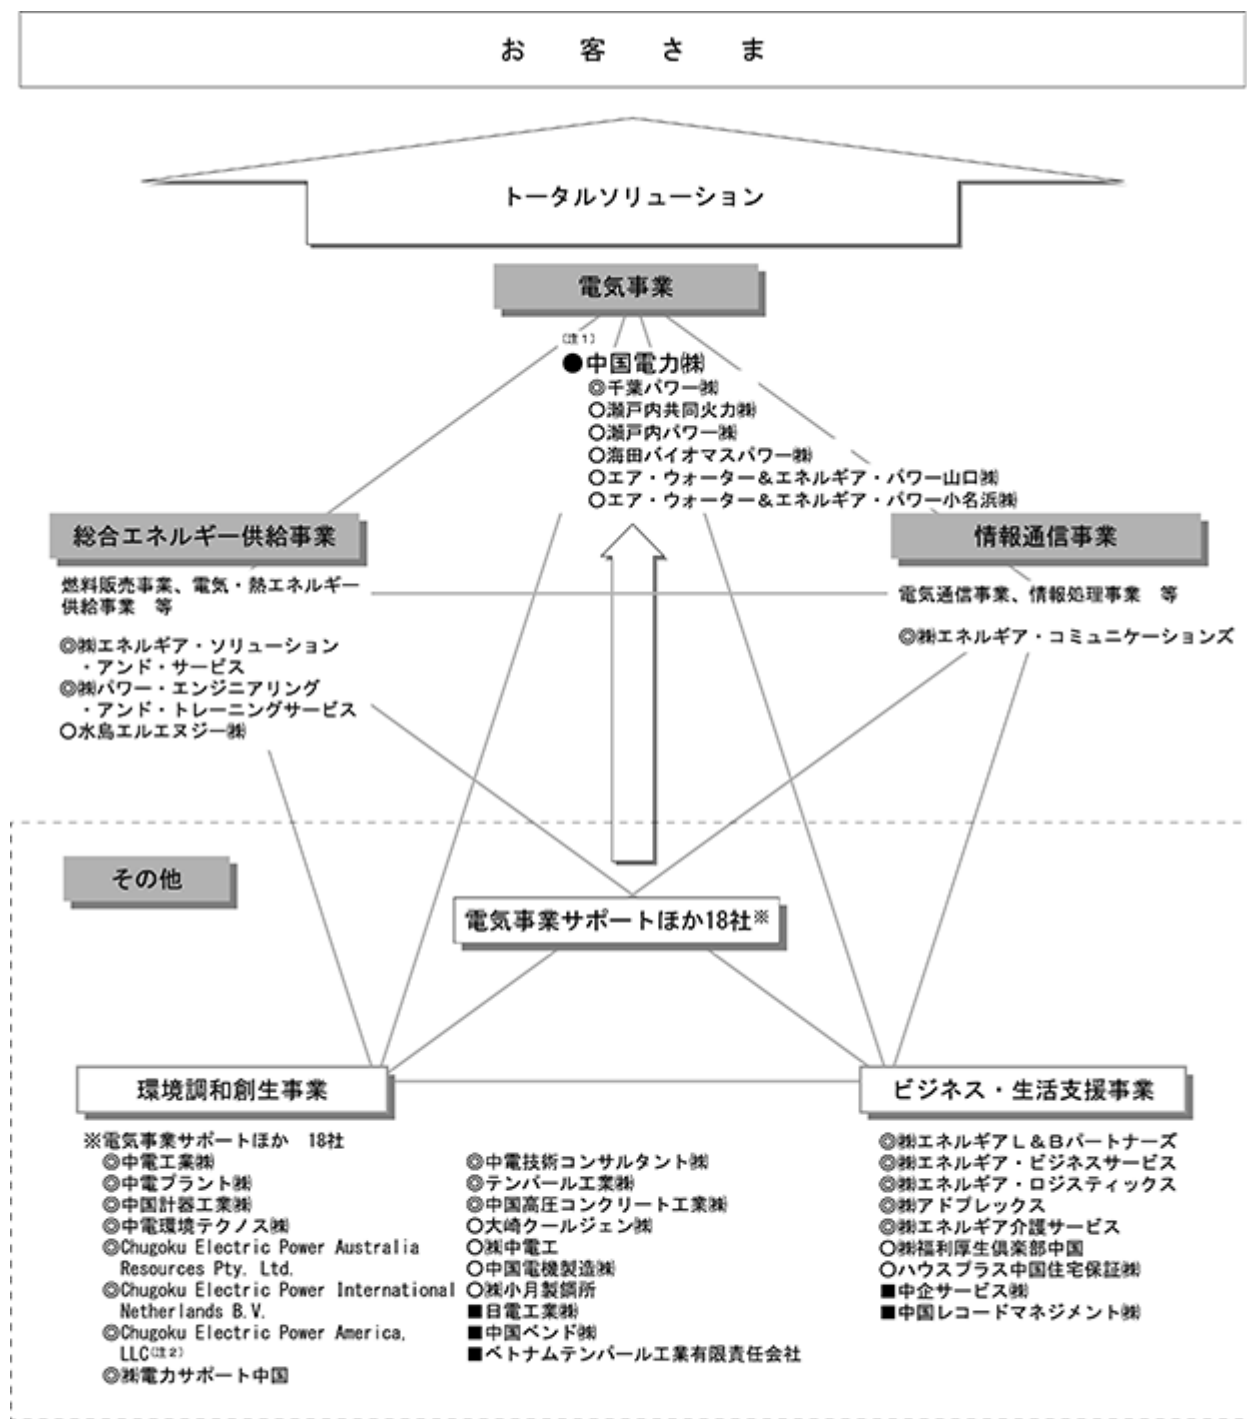 お客さま
トータルソリューション
電気事業
(注1)
●中国電力㈱
◎千葉パワー㈱
○瀬戸内共同火力㈱
○瀬戸内パワー㈱
○海田バイオマスパワー㈱
○エア・ウォーター＆エネルギア・パワー山口㈱
○エア・ウォーター＆エネルギア・パワー小名浜㈱
総合エネルギー供給事業
燃料販売事業、電気・熱エネルギー
供給事業　等
◎㈱エネルギア・ソリューション
・アンド・サービス
◎㈱パワー・エンジニアリング
・アンド・トレーニングサービス
○水島エルエヌジー㈱
情報通信事業
電気通信事業、情報処理事業　等
◎㈱エネルギア・コミュニケーションズ
その他
電気事業サポートほか18社※
環境調和創生事業
※電気事業サポートほか　18社
◎中電工業㈱
◎中電プラント㈱
◎中国計器工業㈱
◎中電環境テクノス㈱
◎Chugoku Electric Power Australia
Resources Pty. Ltd.
◎Chugoku Electric Power International
Netherlands B.V.
◎Chugoku Electric Power America,
LLC(注2)
◎㈱電力サポート中国
◎中電技術コンサルタント㈱
◎テンパール工業㈱
◎中国高圧コンクリート工業㈱
○大崎クールジェン㈱
○㈱中電工
○中国電機製造㈱
○㈱小月製鋼所
■日電工業㈱
■中国ベンド㈱
■ベトナムテンパール工業有限責任会社
ビジネス・生活支援事業
◎㈱エネルギアＬ＆Ｂパートナーズ
◎㈱エネルギア・ビジネスサービス
◎㈱エネルギア・ロジスティックス
◎㈱アドプレックス
◎㈱エネルギア介護サービス
○㈱福利厚生倶楽部中国
○ハウスプラス中国住宅保証㈱
■中企サービス㈱
■中国レコードマネジメント㈱